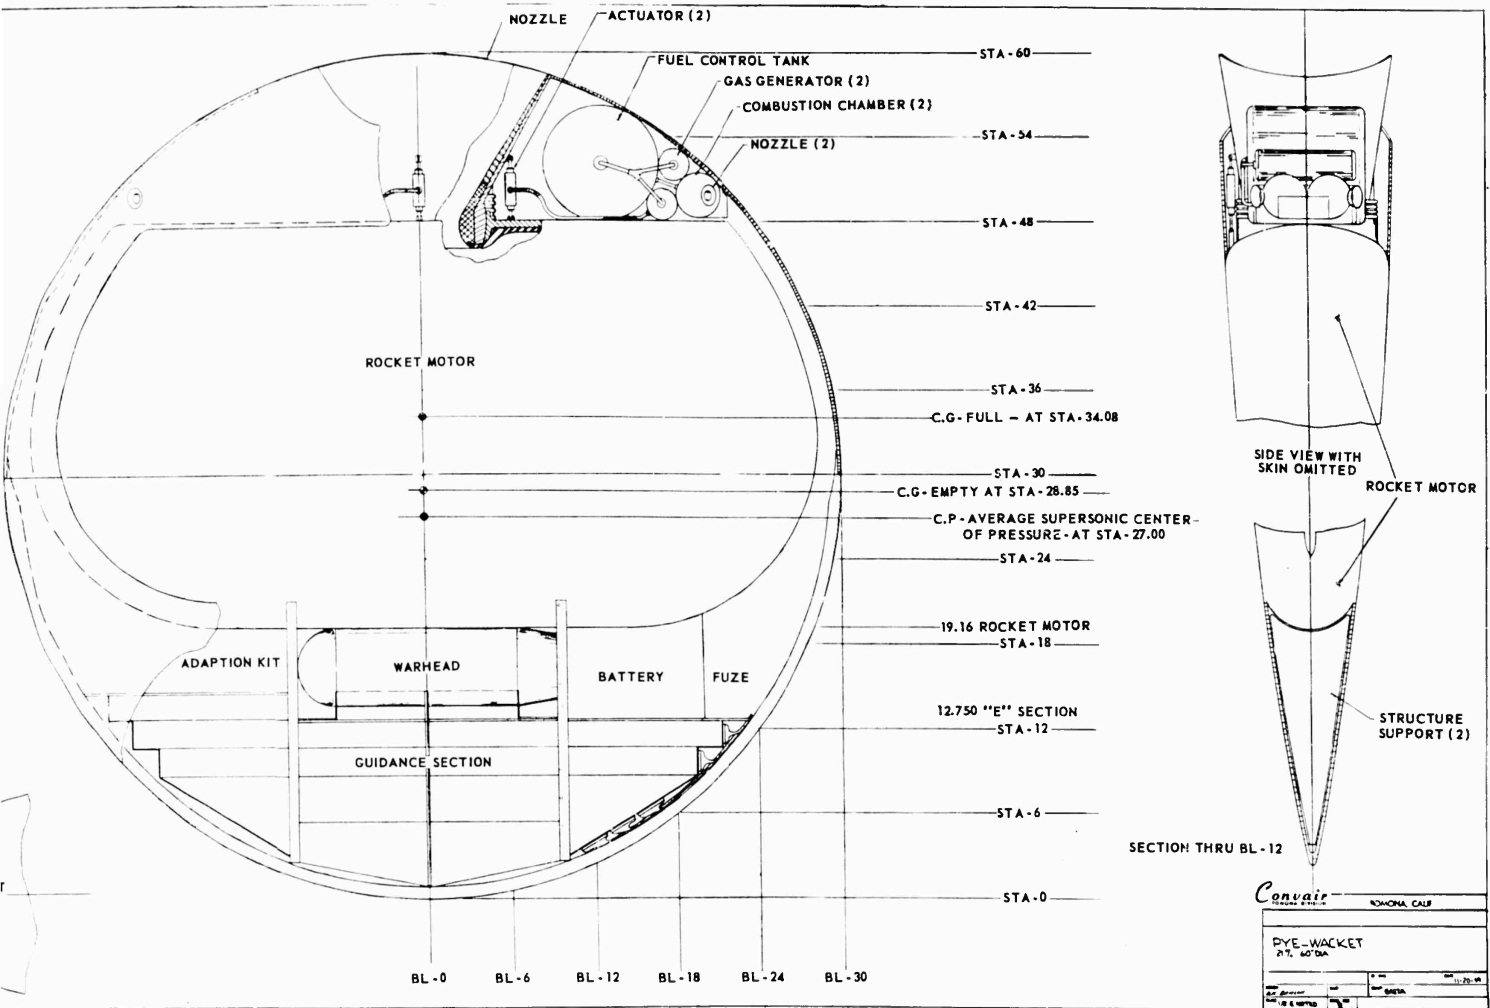 NOZZLE
ACTUATOR (2)
FUEL CONTROL TANK
GAS GENERATOR (2)
COMBUSTION CHAMBER (2)
NOZZLE (2)
STA-60
STA-54
STA-48
STA-42
STA-36
C.G-FULL - AT STA-34.08
STA-30
C.G-EMPTY AT STA-28.85
C.P-AVERAGE SUPERSONIC CENTER
OF PRESSURE-AT STA-27.00
STA-24
19.16 ROCKET MOTOR
STA-18
12.750 "E" SECTION
STA-12
STA-6
STA-0
ROCKET MOTOR
ADAPTION KIT
WARHEAD
BATTERY
FUZE
GUIDANCE SECTION
BL-0
BL-6
BL-12
BL-18
BL-24
BL-30
SIDE VIEW WITH
SKIN OMITTED
ROCKET MOTOR
STRUCTURE
SUPPORT (2)
SECTION THRU BL-12
Convair
POMONA DIVISION
POMONA, CALIF
PYE-WACKET
21% 60" DIA